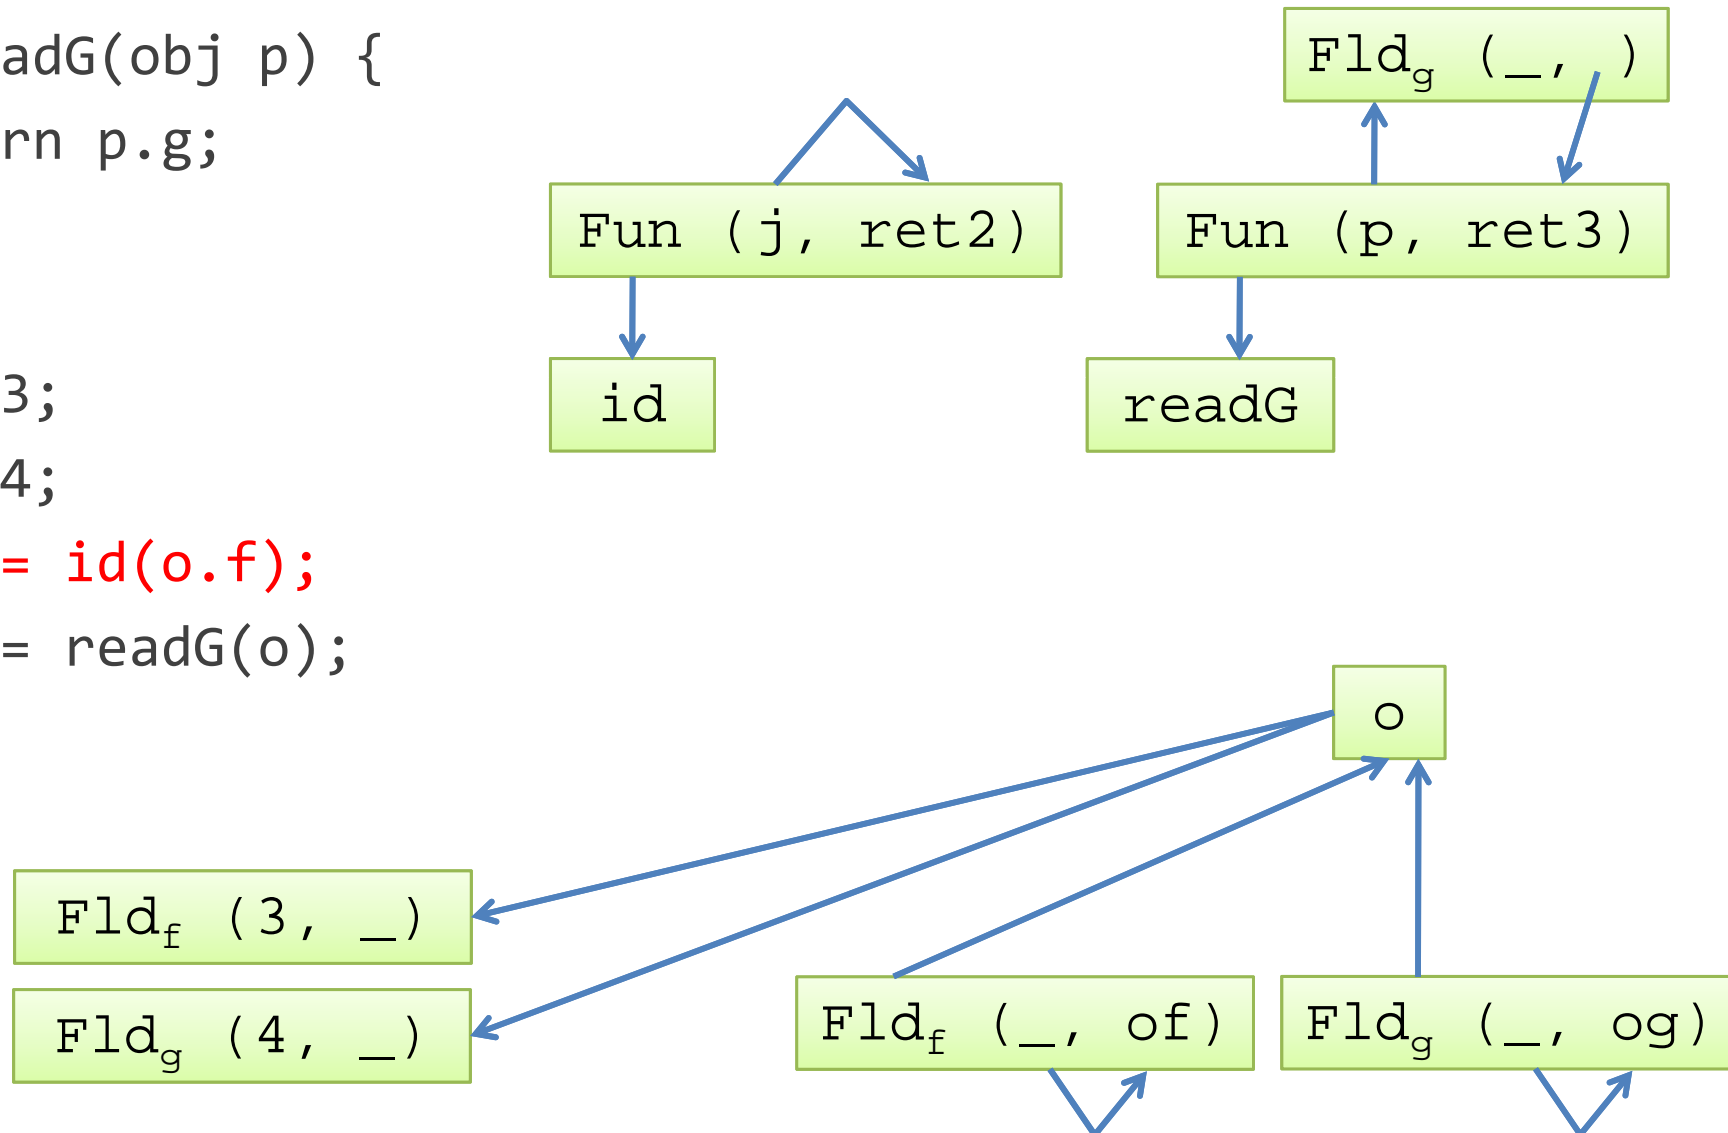 adG(obj p) {
rn p.g;
3;
4;
= id(o.f);
= readG(o);
Fldg (_, )
Fun (j, ret2)
Fun (p, ret3)
id
readG
o
Fldf (3, _)
Fldg (4, _)
Fldf (_, of)
Fldg (_, og)